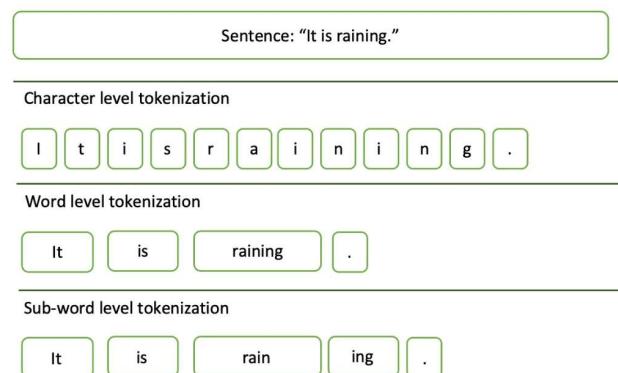 Sentence: “It is raining.”
Character level tokenization
I t i s r a i n i n g .
Word level tokenization
It is raining .
Sub-word level tokenization
It is rain ing .